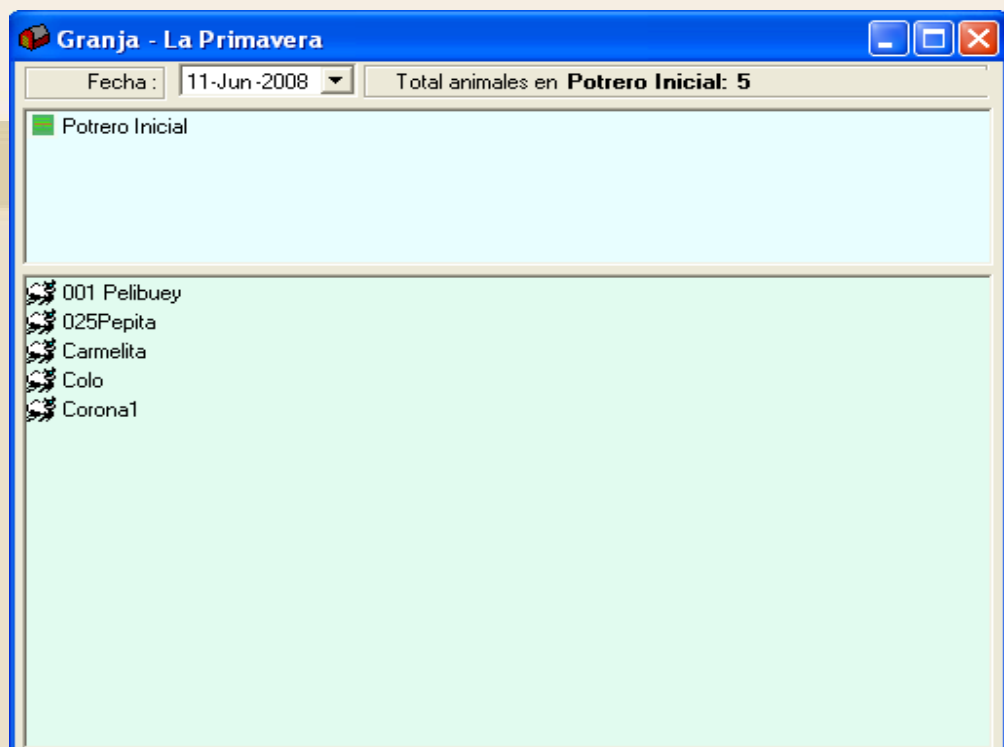 Granja - La Primavera
Fecha : 11-Jun-2008 Total animales en Potrero Inicial: 5
Potrero Inicial
001 Pelibuey
025Pepita
Carmelita
Colo
Corona1